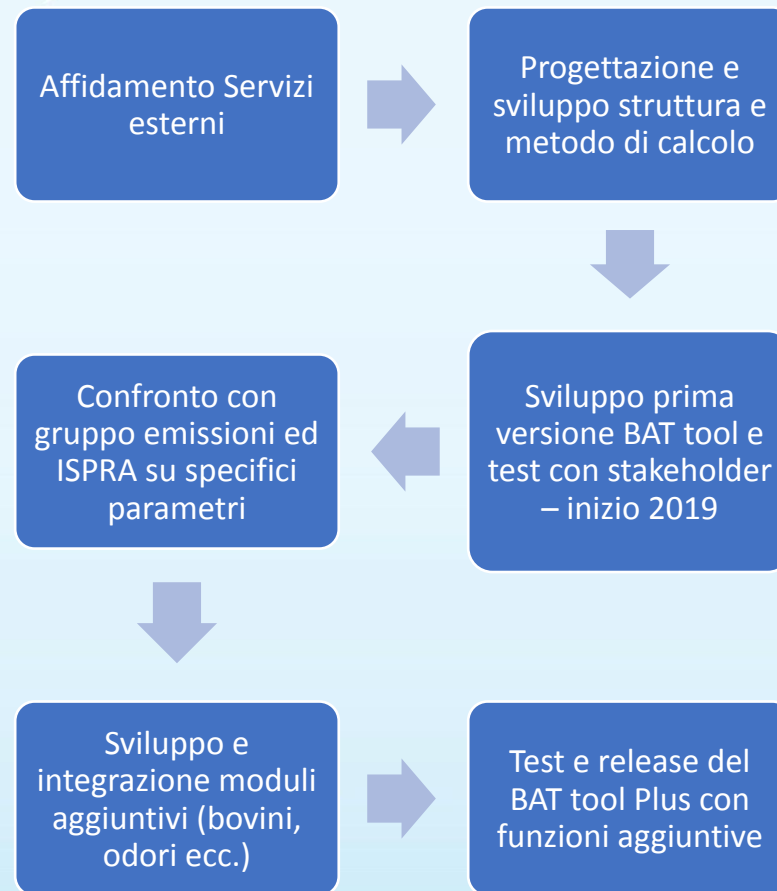 Affidamento Servizi
esterni
Progettazione e
sviluppo struttura e
metodo di calcolo
Sviluppo prima
versione BAT tool e
test con stakeholder
– inizio 2019
Confronto con
gruppo emissioni ed
ISPRA su specifici
parametri
Sviluppo e
integrazione moduli
aggiuntivi (bovini,
odori ecc.)
Test e release del
BAT tool Plus con
funzioni aggiuntive